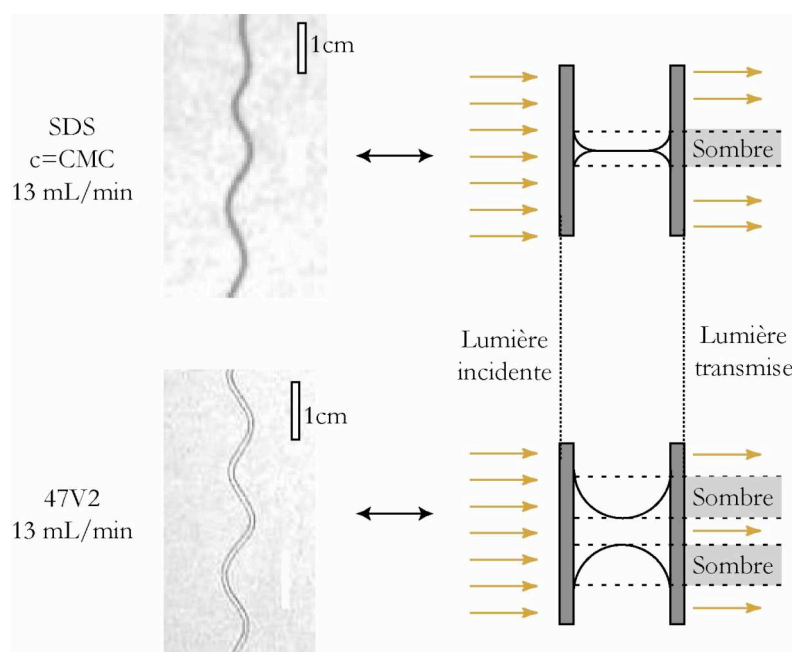 1cm
SDS
c=CMC
13 mL/min
Sombre
Lumière
incidente
Lumière
transmise
1cm
47V2
13 mL/min
Sombre
Sombre